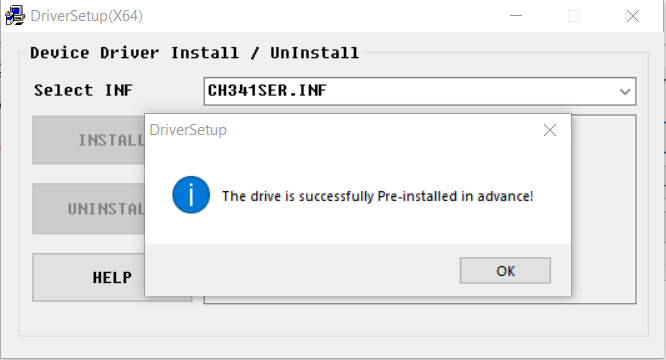 DriverSetup(X64)
Device Driver Install / UnInstall
Select INF
CH341SER.INF
INSTALL
DriverSetup
The drive is successfully Pre-installed in advance!
UNINSTAL
OK
HELP